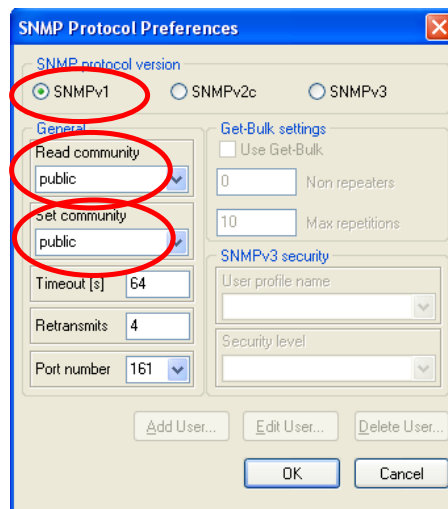 SNMP Protocol Preferences
SNMP protocol version
SNMPv1
SNMPv2c
SNMPv3
General
Read community
public
Set community
public
Timeout [s]
64
Retransmits
4
Port number
161
Get-Bulk settings
Use Get-Bulk
0
Non repeaters
10
Max repetitions
SNMPv3 security
User profile name
Security level
Add User...
Edit User...
Delete User...
OK
Cancel